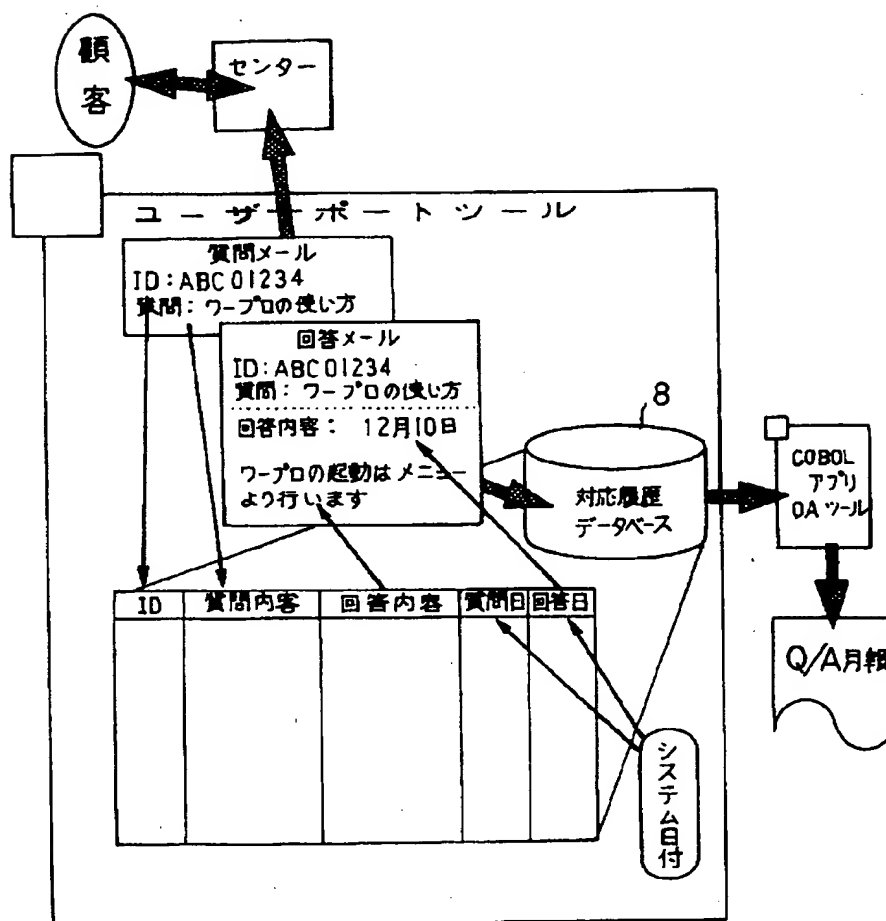 顧客
センター
ユーザーポートツール
質問メール
ID:ABC01234
質問：ワープロの使い方
回答メール
ID:ABC01234
質問：ワープロの使い方
回答内容： 12月10日
ワープロの起動はメニュー
より行います
8
対応履歴
データベース
COBOL
アプリ
OAツール
Q/A月報
ID 質問内客 回答内容 質問日 回答日
システム日付